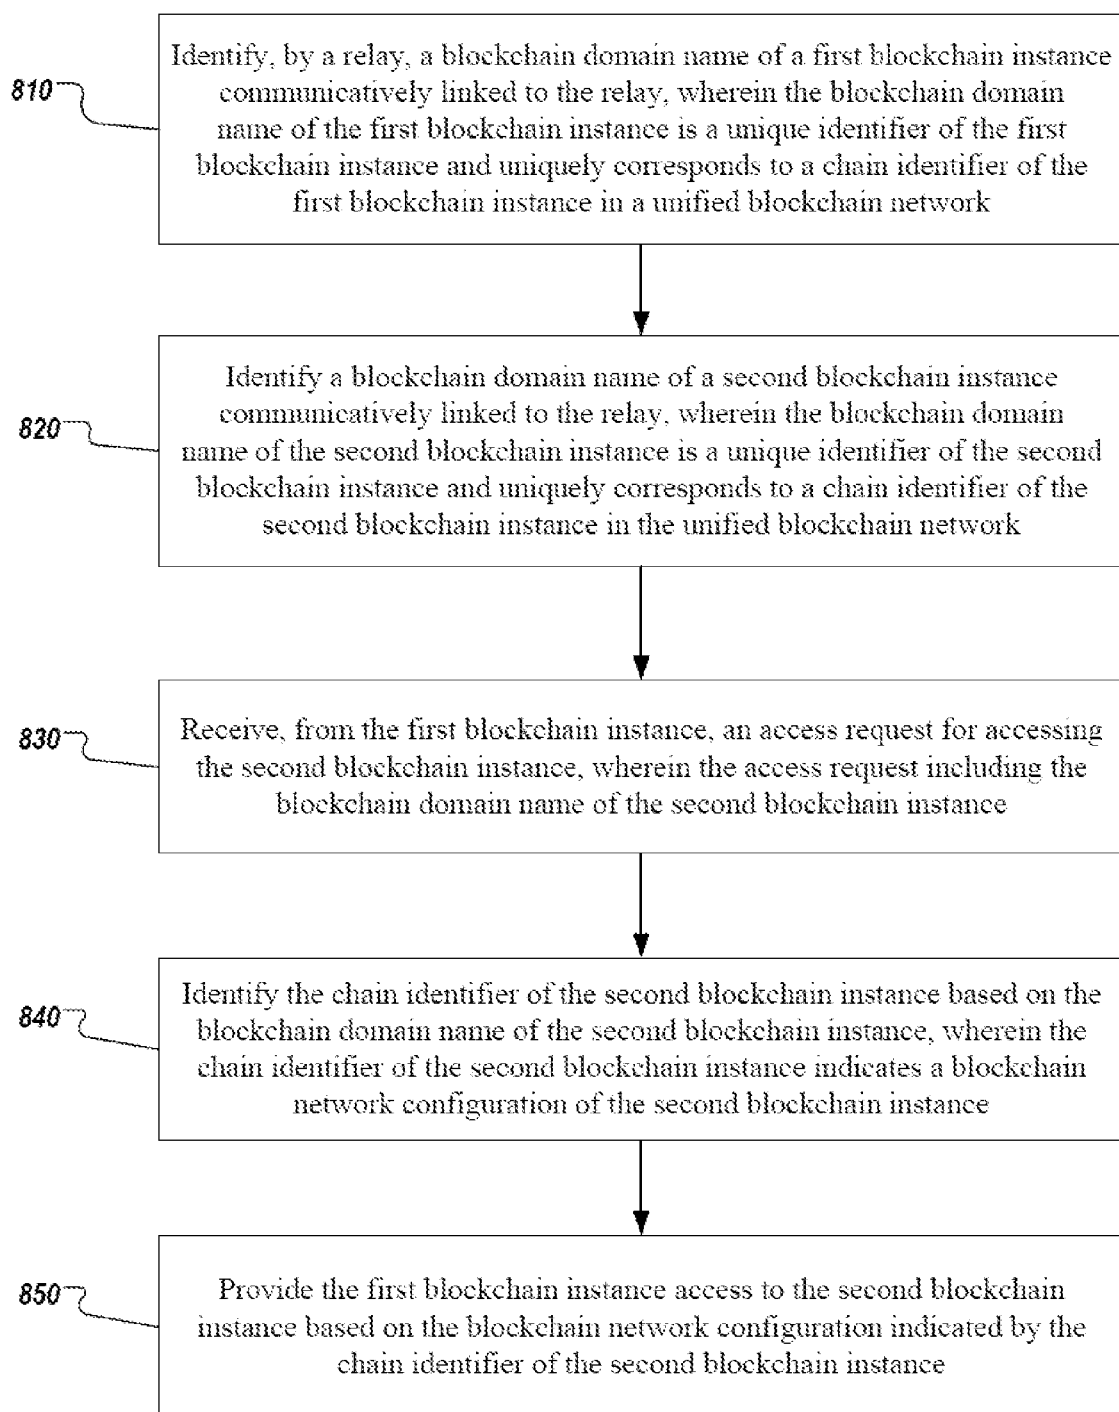 810
Identify, by a relay, a blockchain domain name of a first blockchain instance
communicatively linked to the relay, wherein the blockchain domain
name of the first blockchain instance is a unique identifier of the first
blockchain instance and uniquely corresponds to a chain identifier of the
first blockchain instance in a unified blockchain network
820
Identify a blockchain domain name of a second blockchain instance
communicatively linked to the relay, wherein the blockchain domain
name of the second blockchain instance is a unique identifier of the second
blockchain instance and uniquely corresponds to a chain identifier of the
second blockchain instance in the unified blockchain network
830
Receive, from the first blockchain instance, an access request for accessing
the second blockchain instance, wherein the access request including the
blockchain domain name of the second blockchain instance
840
Identify the chain identifier of the second blockchain instance based on the
blockchain domain name of the second blockchain instance, wherein the
chain identifier of the second blockchain instance indicates a blockchain
network configuration of the second blockchain instance
850
Provide the first blockchain instance access to the second blockchain
instance based on the blockchain network configuration indicated by the
chain identifier of the second blockchain instance